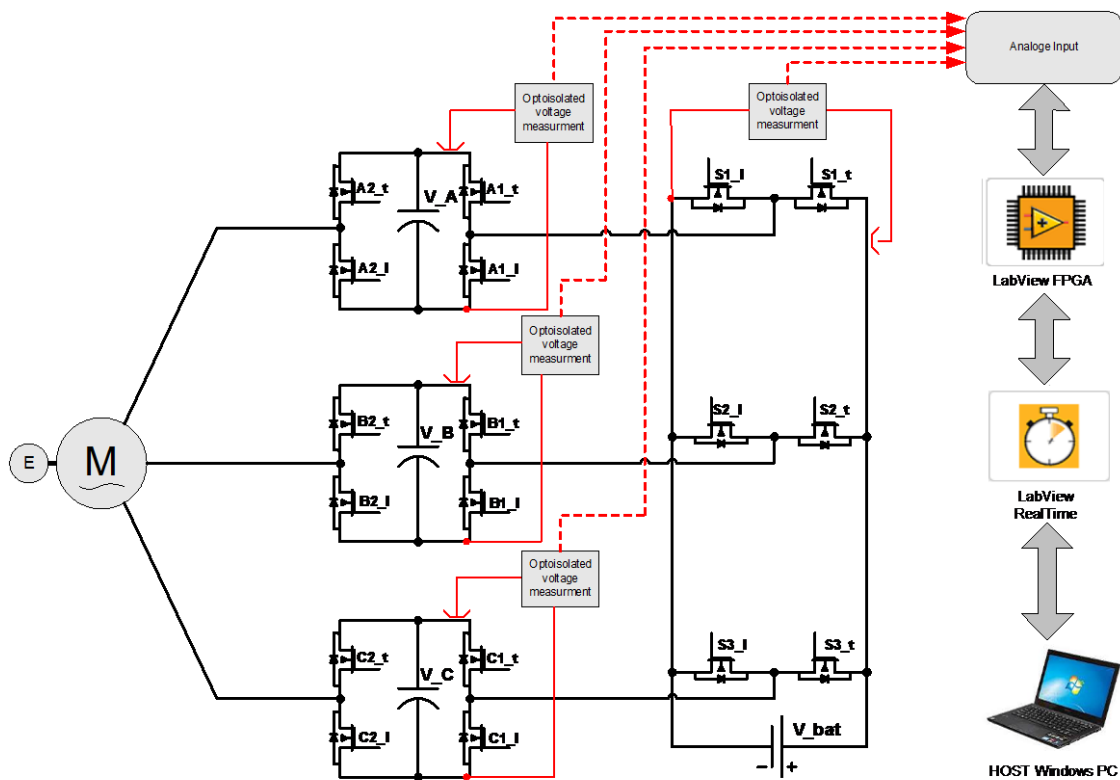 Analoge Input
Optoisolated
voltage
measurment
Optoisolated
voltage
measurment
S1_l
S1_t
A2_t
V_A
A1_t
A2_l
A1_l
LabView FPGA
Optoisolated
voltage
measurment
B2_t
V_B
B1_t
S2_l
S2_t
E
M
B2_l
B1_l
LabView
RealTime
Optoisolated
voltage
measurment
C2_t
V_C
C1_t
S3_l
S3_t
C2_l
C1_l
V_bat
− +
HOST Windows PC